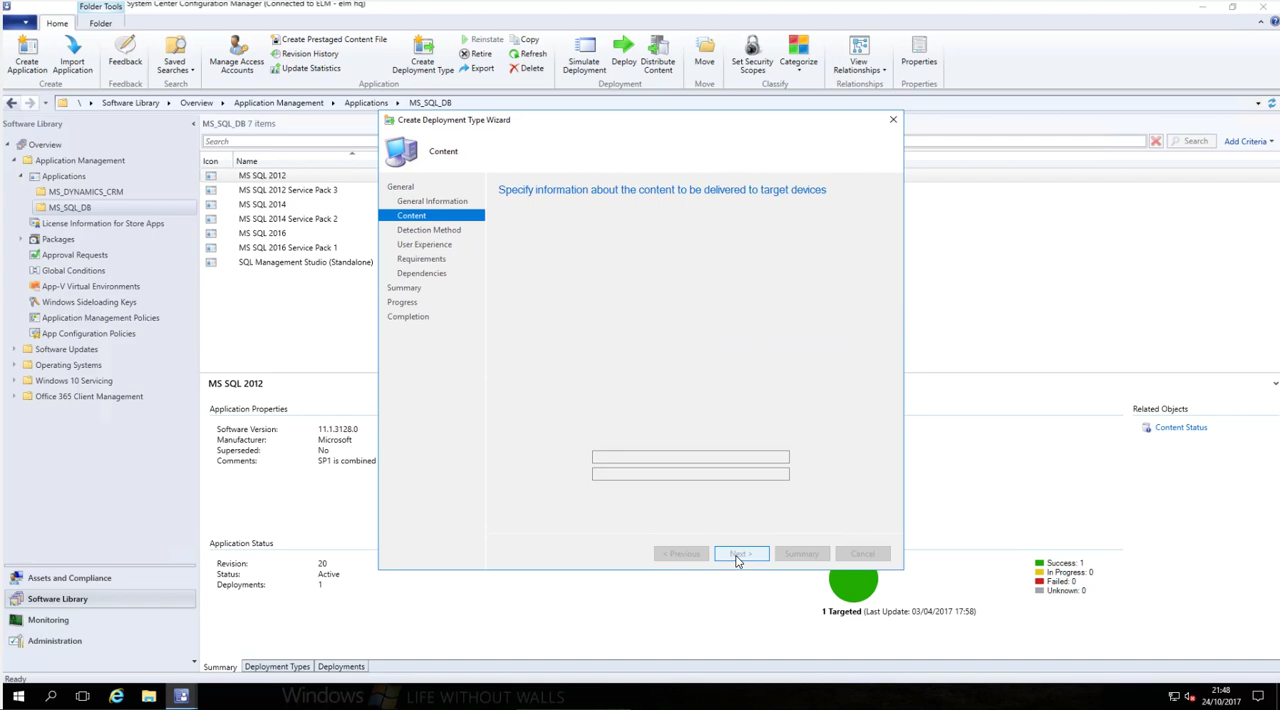 Folder Tools
System Center Configuration Manager (Connected to ELM - elm hq)
Home
Folder
Create Application
Import Application
Create
Feedback
Feedback
Saved Searches
Search
Manage Access Accounts
Create Prestaged Content File
Revision History
Update Statistics
Create Deployment Type
Reinstate
Retire
Export
Copy
Refresh
Delete
Application
Simulate Deployment
Deploy
Distribute Content
Deployment
Move
Move
Set Security Scopes
Categorize
Classify
View Relationships
Relationships
Properties
Properties
\ Software Library Overview Application Management Applications MS_SQL_DB
Software Library
Overview
Application Management
Applications
MS_DYNAMICS_CRM
MS_SQL_DB
License Information for Store Apps
Packages
Approval Requests
Global Conditions
App-V Virtual Environments
Windows Sideloading Keys
Application Management Policies
App Configuration Policies
Software Updates
Operating Systems
Windows 10 Servicing
Office 365 Client Management
Assets and Compliance
Software Library
Monitoring
Administration
MS_SQL_DB 7 items
Search
Search
Add Criteria
Icon Name
MS SQL 2012
MS SQL 2012 Service Pack 3
MS SQL 2014
MS SQL 2014 Service Pack 2
MS SQL 2016
MS SQL 2016 Service Pack 1
SQL Management Studio (Standalone)
Create Deployment Type Wizard
Content
General
General Information
Content
Detection Method
User Experience
Requirements
Dependencies
Summary
Progress
Completion
Specify information about the content to be delivered to target devices
< Previous
Next >
Summary
Cancel
MS SQL 2012
Application Properties
Software Version: 11.1.3128.0
Manufacturer: Microsoft
Superseded: No
Comments: SP1 is combined
Application Status
Revision: 20
Status: Active
Deployments: 1
Success: 1
In Progress: 0
Failed: 0
Unknown: 0
1 Targeted (Last Update: 03/04/2017 17:58)
Related Objects
Content Status
Summary Deployment Types Deployments
Ready
Windows LIFE WITHOUT WALLS
21:48
24/10/2017